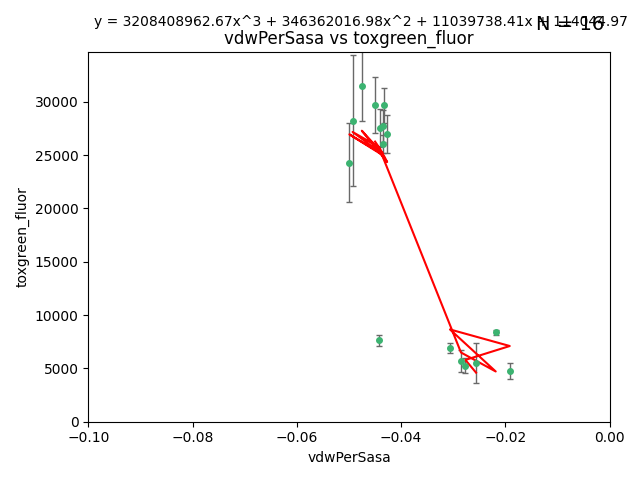 y = 3208408962.67x^3 + 346362016.98x^2 + 11039738.41x + 114044.97
N = 16
vdwPerSasa vs toxgreen_fluor
toxgreen_fluor
30000
25000
20000
15000
10000
5000
0
−0.10
−0.08
−0.06
−0.04
−0.02
0.00
vdwPerSasa